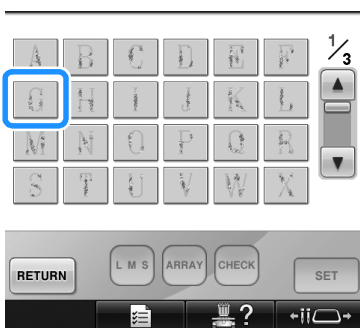 A B C D E F
1/3
G H I J K L
M N O P Q R
S T U V W X
RETURN
L M S
ARRAY
CHECK
SET
?